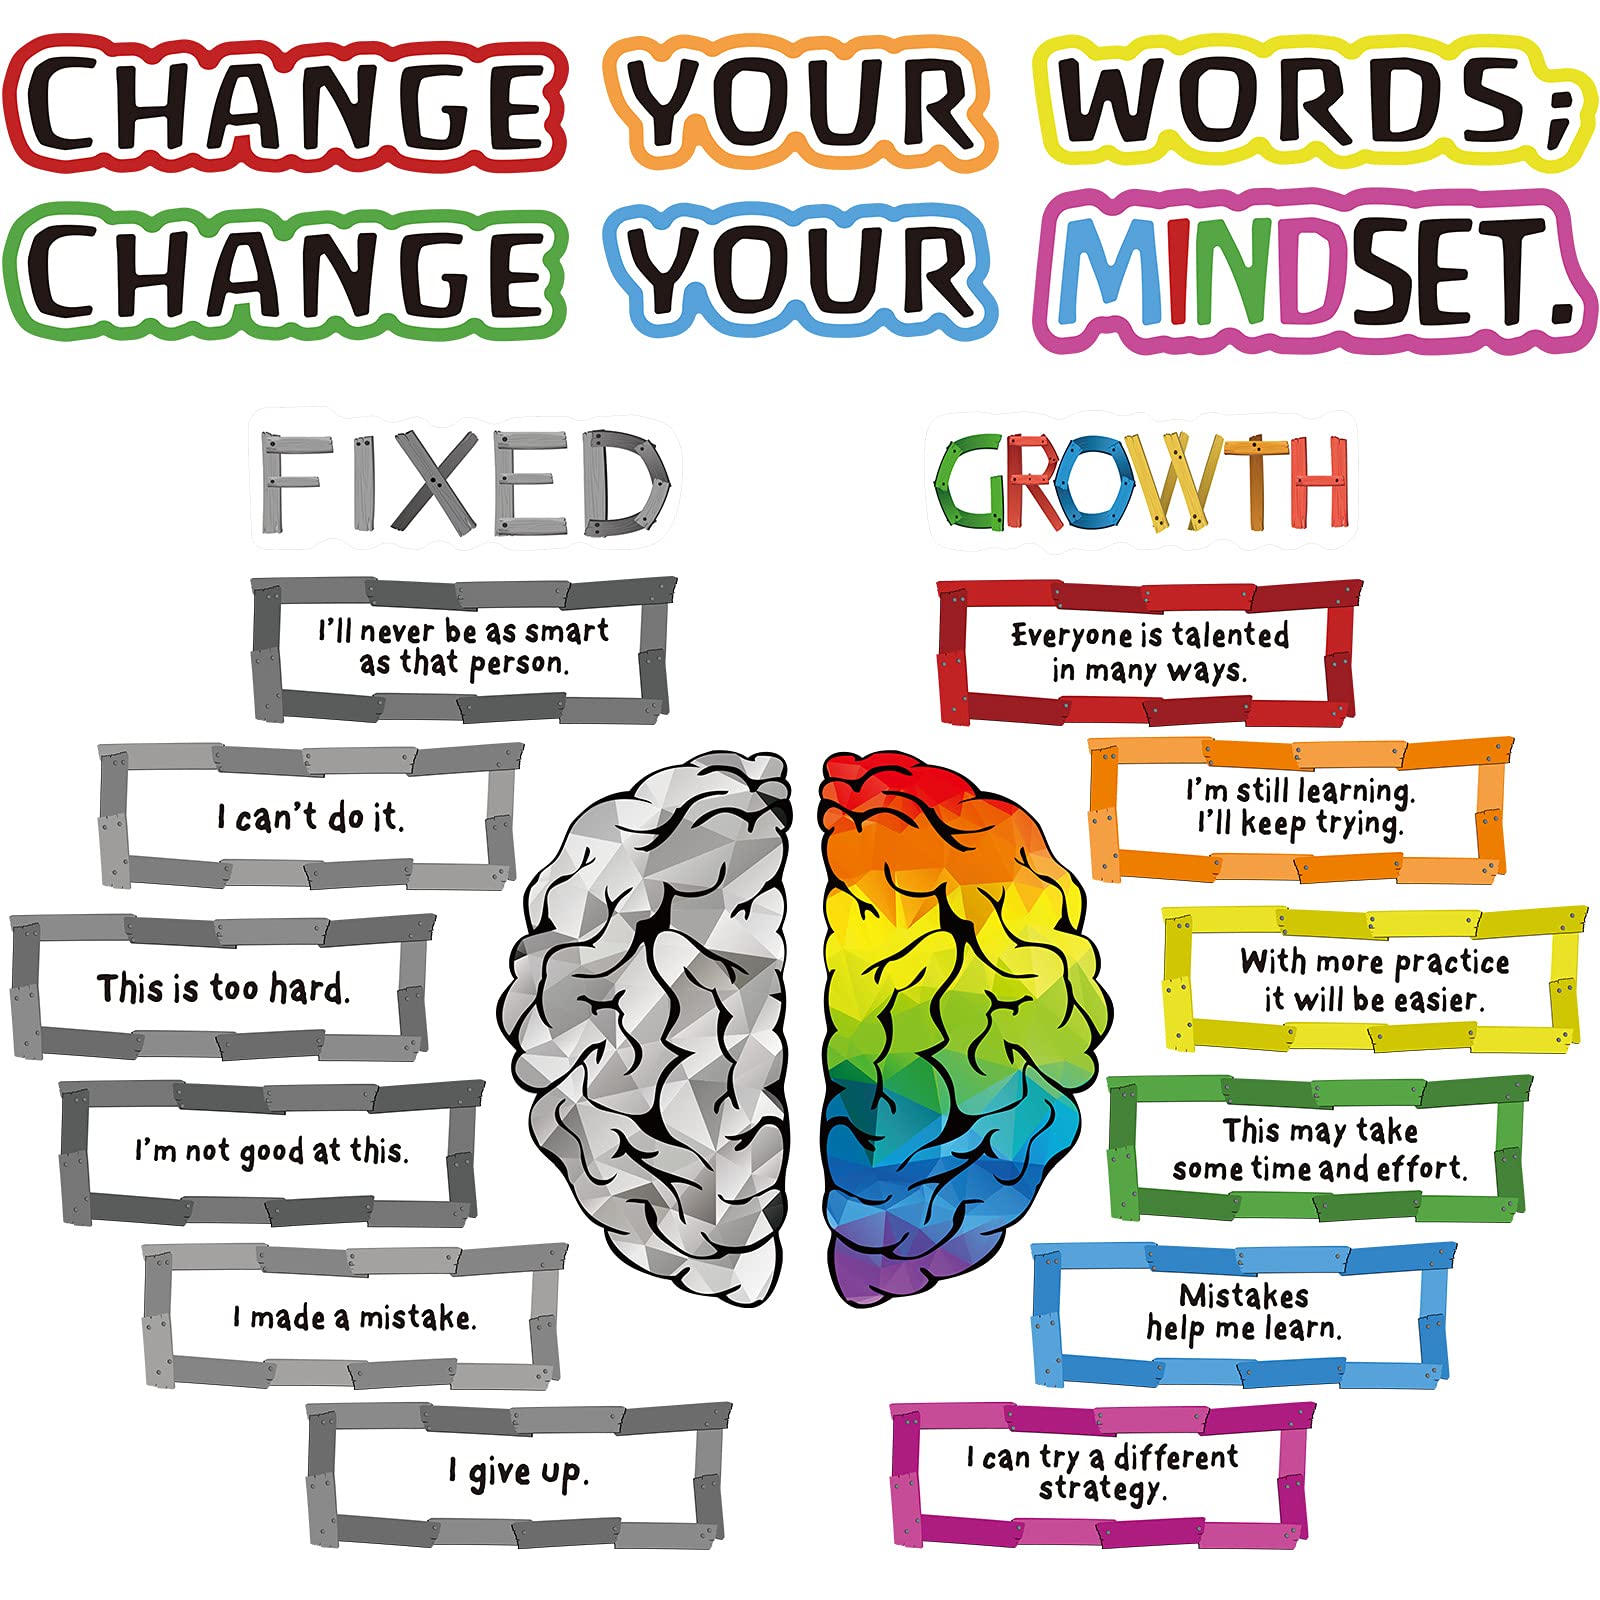 CHANGE YOUR WORDS;
CHANGE YOUR MINDSET.
FIXED
I'll never be as smart
as that person.
I can't do it.
This is too hard.
I'm not good at this.
I made a mistake.
I give up.
GROWTH
Everyone is talented
in many ways.
I'm still learning.
I'll keep trying.
With more practice
it will be easier.
This may take
some time and effort.
Mistakes
help me learn.
I can try a different
strategy.